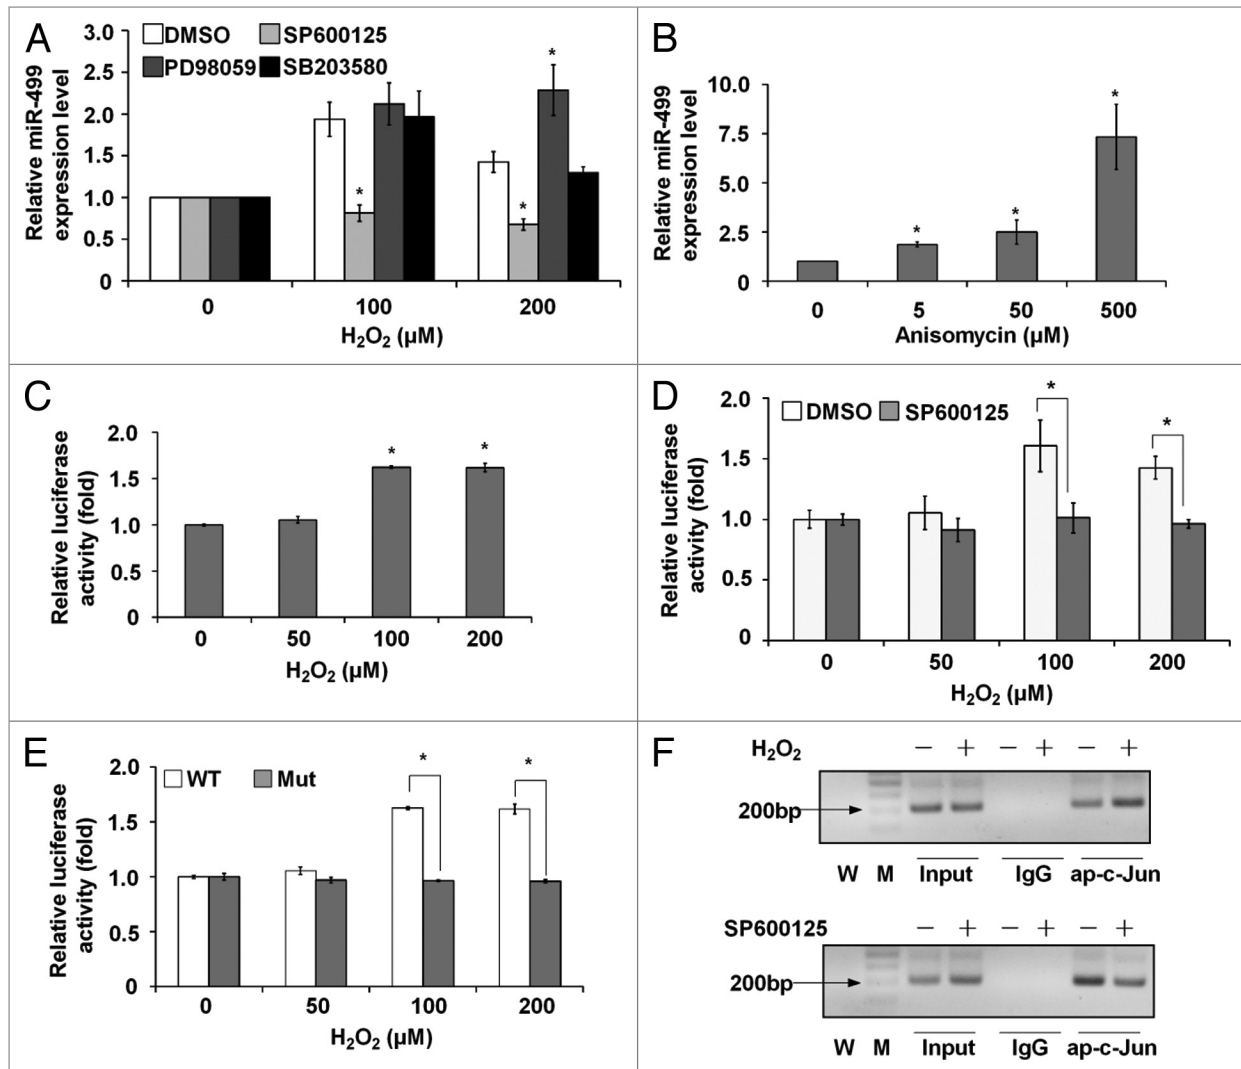 A
DMSO SP600125
PD98059 SB203580
Relative miR-499
expression level
3.0
2.5
2.0
1.5
1.0
0.5
0
* * *
0 100 200
H₂O₂ (µM)
B
Relative miR-499
expression level
10.0
7.5
5.0
2.5
0
* * *
0 5 50 500
Anisomycin (µM)
C
Relative luciferase
activity (fold)
2.0
1.5
1.0
0.5
0
* *
0 50 100 200
H₂O₂ (µM)
D
DMSO SP600125
Relative luciferase
activity (fold)
2.0
1.5
1.0
0.5
0
* *
0 50 100 200
H₂O₂ (µM)
E
WT Mut
Relative luciferase
activity (fold)
2.0
1.5
1.0
0.5
0
* *
0 50 100 200
H₂O₂ (µM)
F
H₂O₂ − + − + − +
200bp
W M Input IgG ap-c-Jun
SP600125 − + − + − +
200bp
W M Input IgG ap-c-Jun